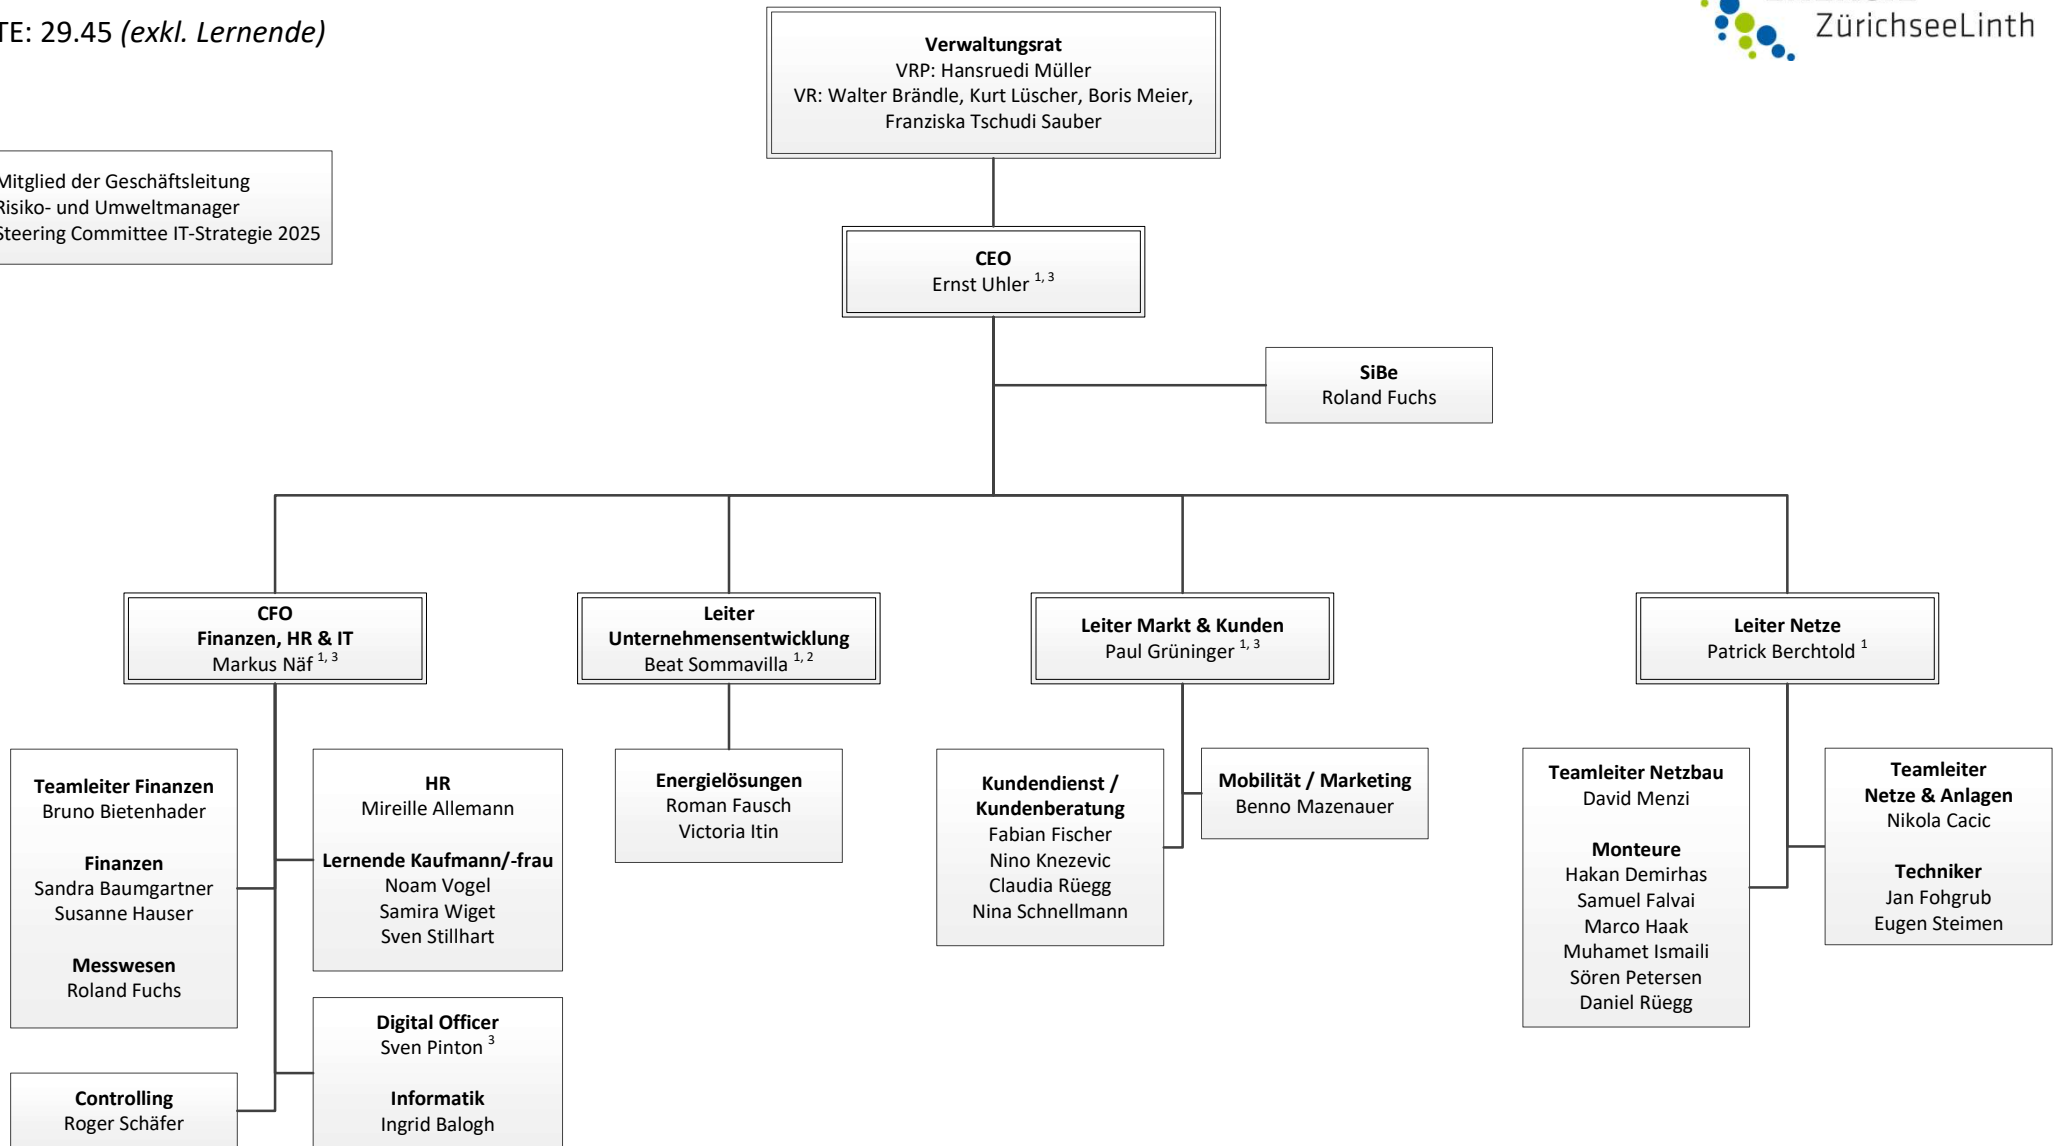 TE: 29.45 (exkl. Lernende)
ZürichseeLinth
Verwaltungsrat
VRP: Hansruedi Müller
VR: Walter Brändle, Kurt Lüscher, Boris Meier,
Franziska Tschudi Sauber
Mitglied der Geschäftsleitung
Risiko- und Umweltmanager
Steering Committee IT-Strategie 2025
CEO
Ernst Uhler 1, 3
SiBe
Roland Fuchs
CFO
Finanzen, HR & IT
Markus Näf 1, 3
Leiter
Unternehmensentwicklung
Beat Sommavilla 1, 2
Leiter Markt & Kunden
Paul Grüninger 1, 3
Leiter Netze
Patrick Berchtold 1
Teamleiter Finanzen
Bruno Bietenhader
Finanzen
Sandra Baumgartner
Susanne Hauser
Messwesen
Roland Fuchs
Controlling
Roger Schäfer
HR
Mireille Allemann
Lernende Kaufmann/-frau
Noam Vogel
Samira Wiget
Sven Stillhart
Digital Officer
Sven Pinton 3
Informatik
Ingrid Balogh
Energielösungen
Roman Fausch
Victoria Itin
Kundendienst /
Kundenberatung
Fabian Fischer
Nino Knezevic
Claudia Rüegg
Nina Schnellmann
Mobilität / Marketing
Benno Mazenauer
Teamleiter Netzbau
David Menzi
Monteure
Hakan Demirhas
Samuel Falvai
Marco Haak
Muhamet Ismaili
Sören Petersen
Daniel Rüegg
Teamleiter
Netze & Anlagen
Nikola Cacic
Techniker
Jan Fohgrub
Eugen Steimen